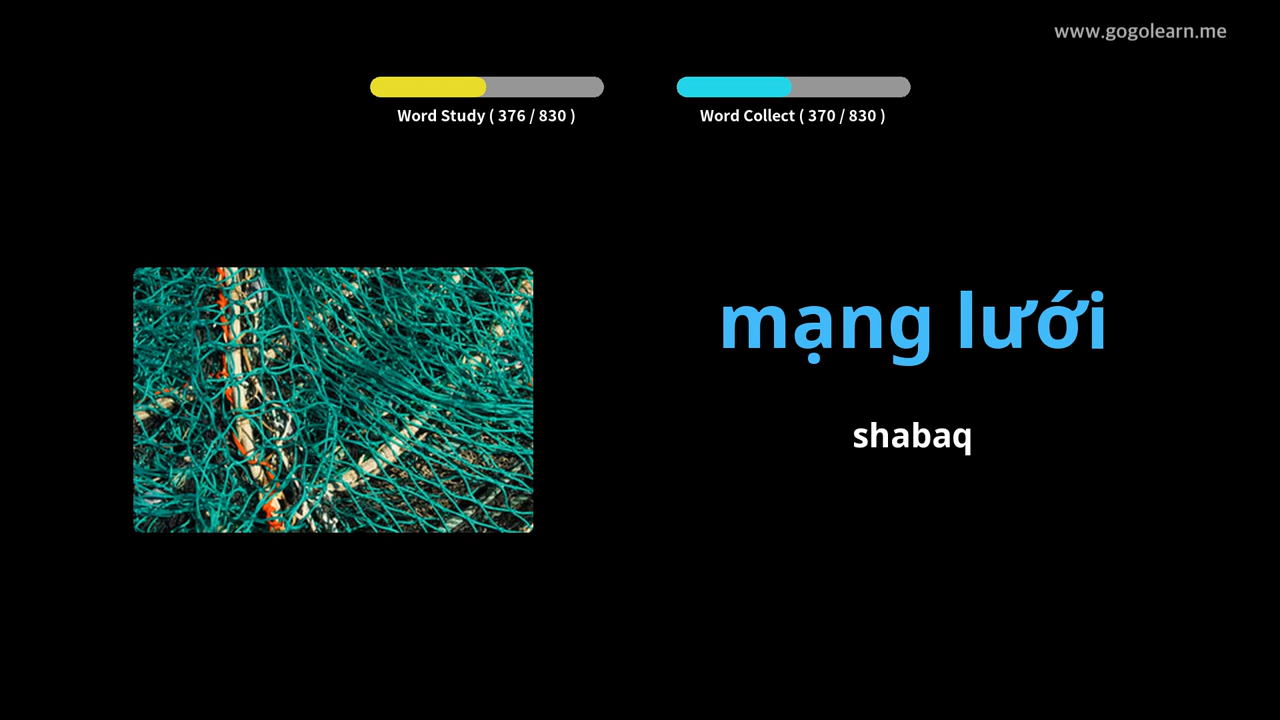 www.gogolearn.me
Word Study ( 376 / 830 )
Word Collect ( 370 / 830 )
mạng lưới
shabaq